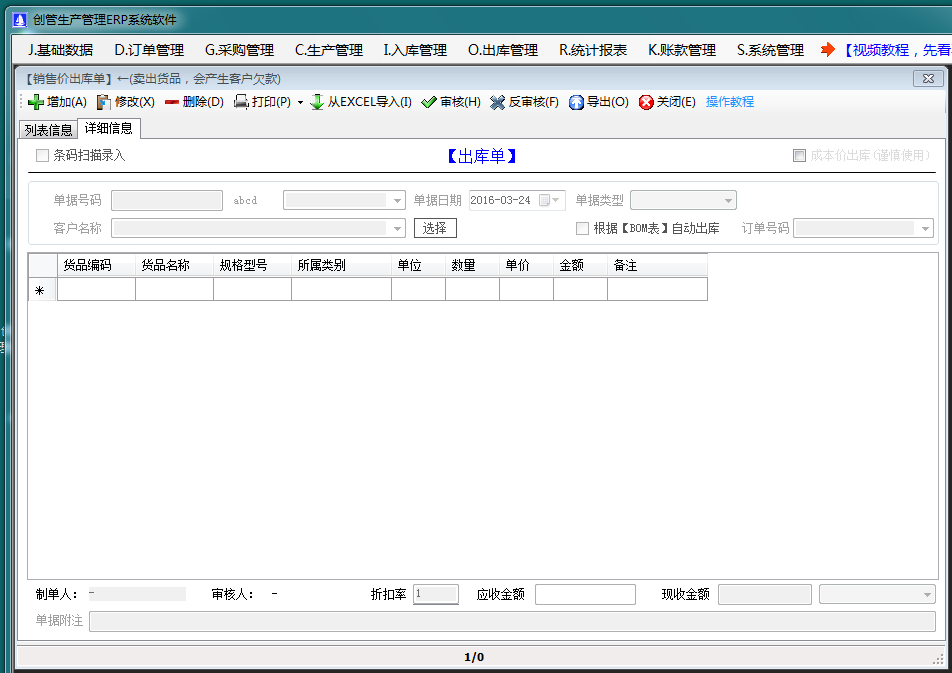 创管生产管理ERP系统软件
J.基础数据 D.订单管理 G.采购管理 C.生产管理 I.入库管理 O.出库管理 R.统计报表 K.账款管理 S.系统管理 【视频教程，先看
【销售价出库单】←(卖出货品，会产生客户欠款)
增加(A) 修改(X) 删除(D) 打印(P) 从EXCEL导入(I) 审核(H) 反审核(F) 导出(O) 关闭(E) 操作教程
列表信息 详细信息
条码扫描录入 【出库单】 成本价出库(谨慎使用)
单据号码 abcd 单据日期 2016-03-24 单据类型
客户名称 选择 根据【BOM表】自动出库 订单号码
货品编码 货品名称 规格型号 所属类别 单位 数量 单价 金额 备注
*
制单人： - 审核人： - 折扣率 1 应收金额 现收金额
单据附注
1/0